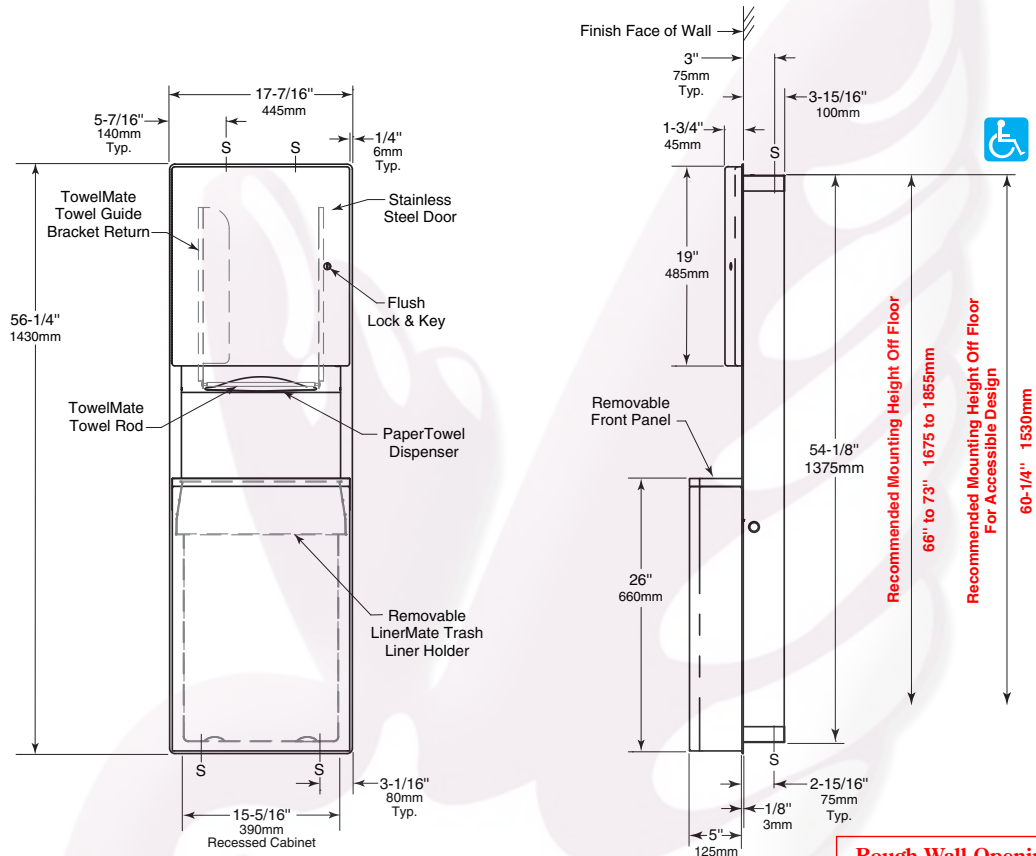 Finish Face of Wall
3"
75mm
Typ.
3-15/16"
100mm
1-3/4"
45mm
S
17-7/16"
445mm
5-7/16"
140mm
Typ.
1/4"
6mm
Typ.
S
S
TowelMate
Towel Guide
Bracket Return
Stainless
Steel Door
Flush
Lock & Key
56-1/4"
1430mm
TowelMate
Towel Rod
PaperTowel
Dispenser
Removable
LinerMate Trash
Liner Holder
S
S
3-1/16"
80mm
Typ.
15-5/16"
390mm
Recessed Cabinet
19"
485mm
Removable
Front Panel
54-1/8"
1375mm
26"
660mm
S
2-15/16"
75mm
Typ.
1/8"
3mm
5"
125mm
Recommended Mounting Height Off Floor
66" to 73" 1675 to 1855mm
Recommended Mounting Height Off Floor
For Accessible Design
60-1/4" 1530mm
Rough Wall Openin